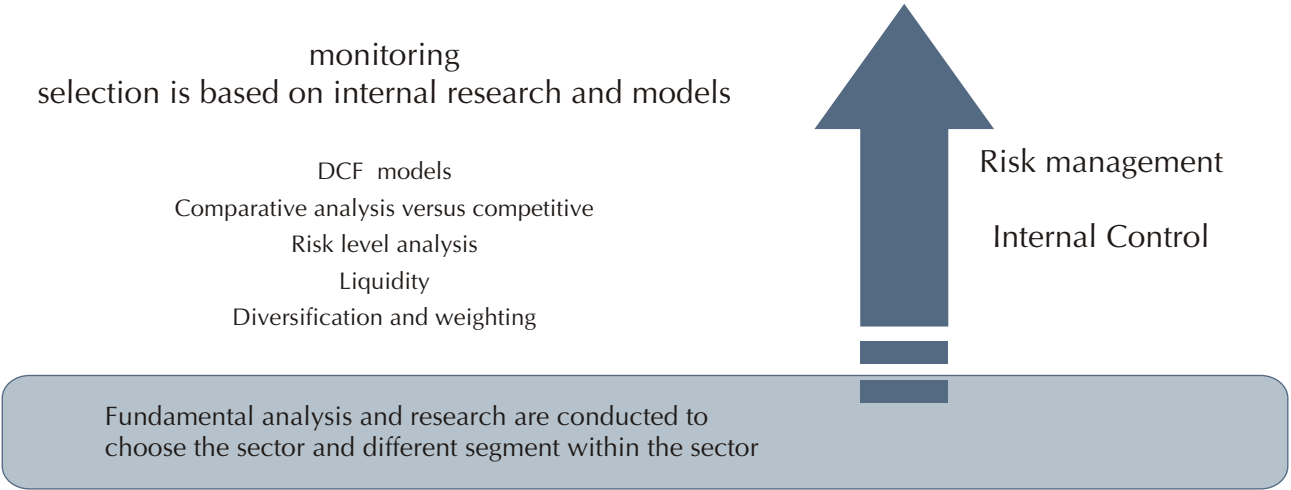 monitoring
selection is based on internal research and models
DCF models
Comparative analysis versus competitive
Risk level analysis
Liquidity
Diversification and weighting
Risk management
Internal Control
Fundamental analysis and research are conducted to
choose the sector and different segment within the sector